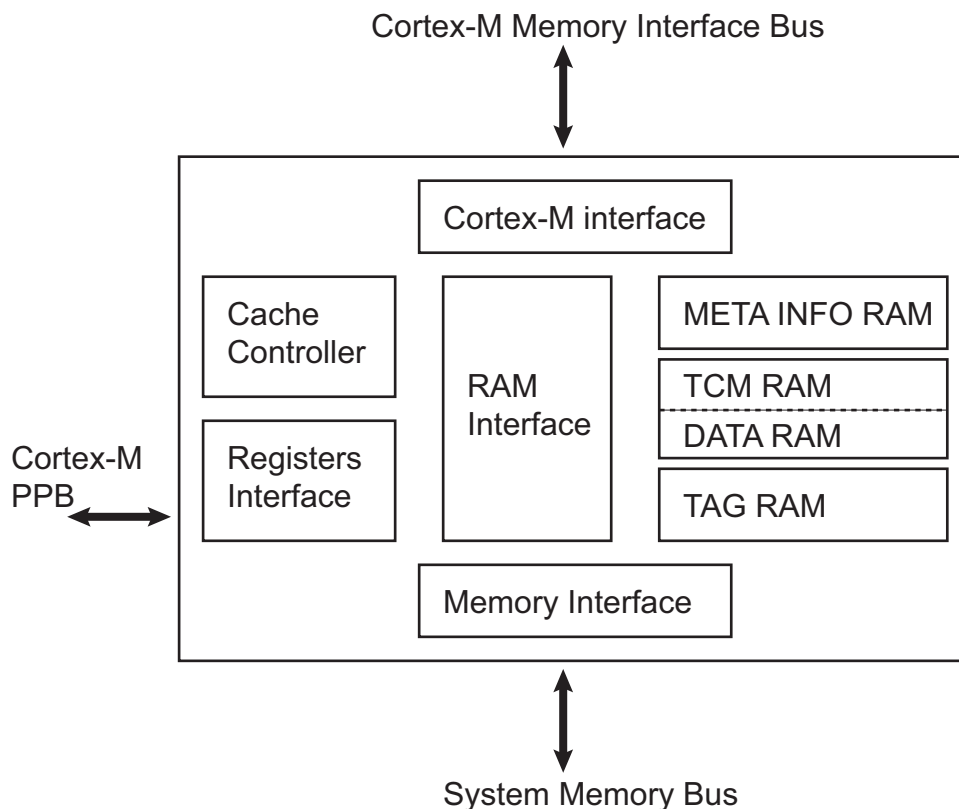 Cortex-M Memory Interface Bus
Cortex-M interface
Cache
Controller
RAM
Interface
META INFO RAM
TCM RAM
DATA RAM
Cortex-M
PPB
Registers
Interface
TAG RAM
Memory Interface
System Memory Bus